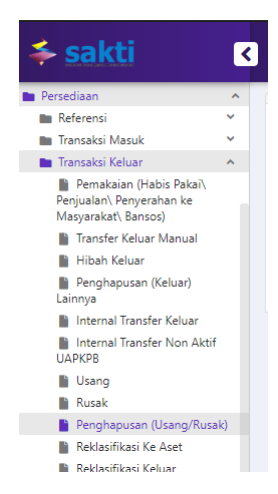 sakti
Persediaan
Referensi
Transaksi Masuk
Transaksi Keluar
Pemakaian (Habis Pakai\
Penjualan\ Penyerahan ke
Masyarakat\ Bansos)
Transfer Keluar Manual
Hibah Keluar
Penghapusan (Keluar)
Lainnya
Internal Transfer Keluar
Internal Transfer Non Aktif
UAPKPB
Usang
Rusak
Penghapusan (Usang/Rusak)
Reklasifikasi Ke Aset
Reklasifikasi Keluar